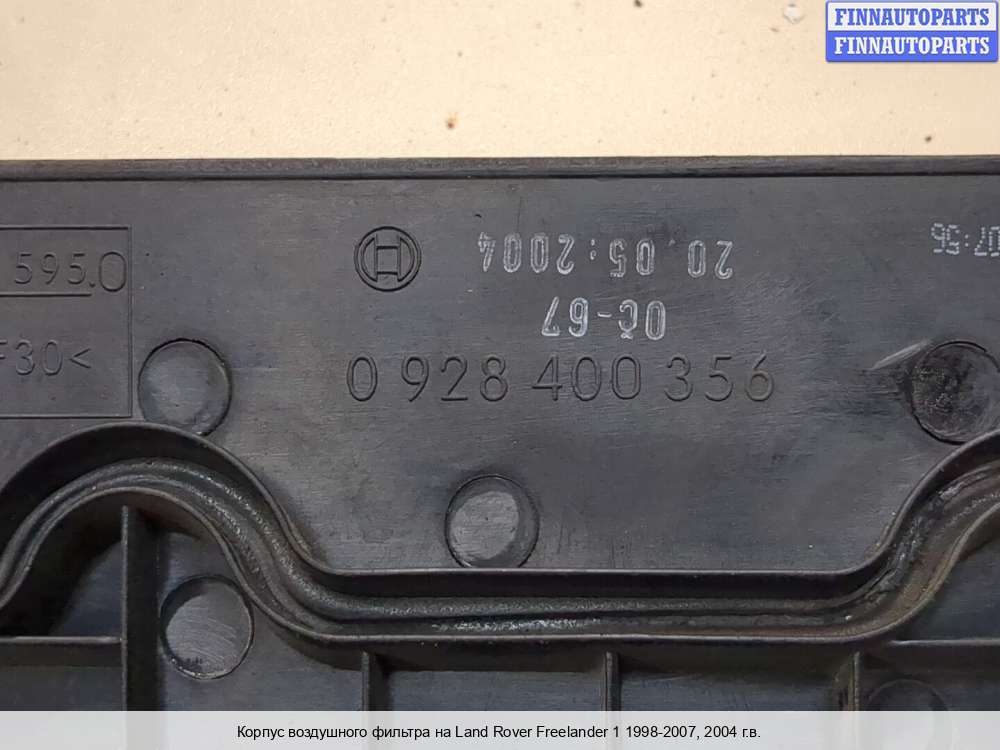 FINNAUTOPARTS
FINNAUTOPARTS
595.0
20.05:2004
07:56
0Č-67
F30<
0 928 400 356
Корпус воздушного фильтра на Land Rover Freelander 1 1998-2007, 2004 г.в.